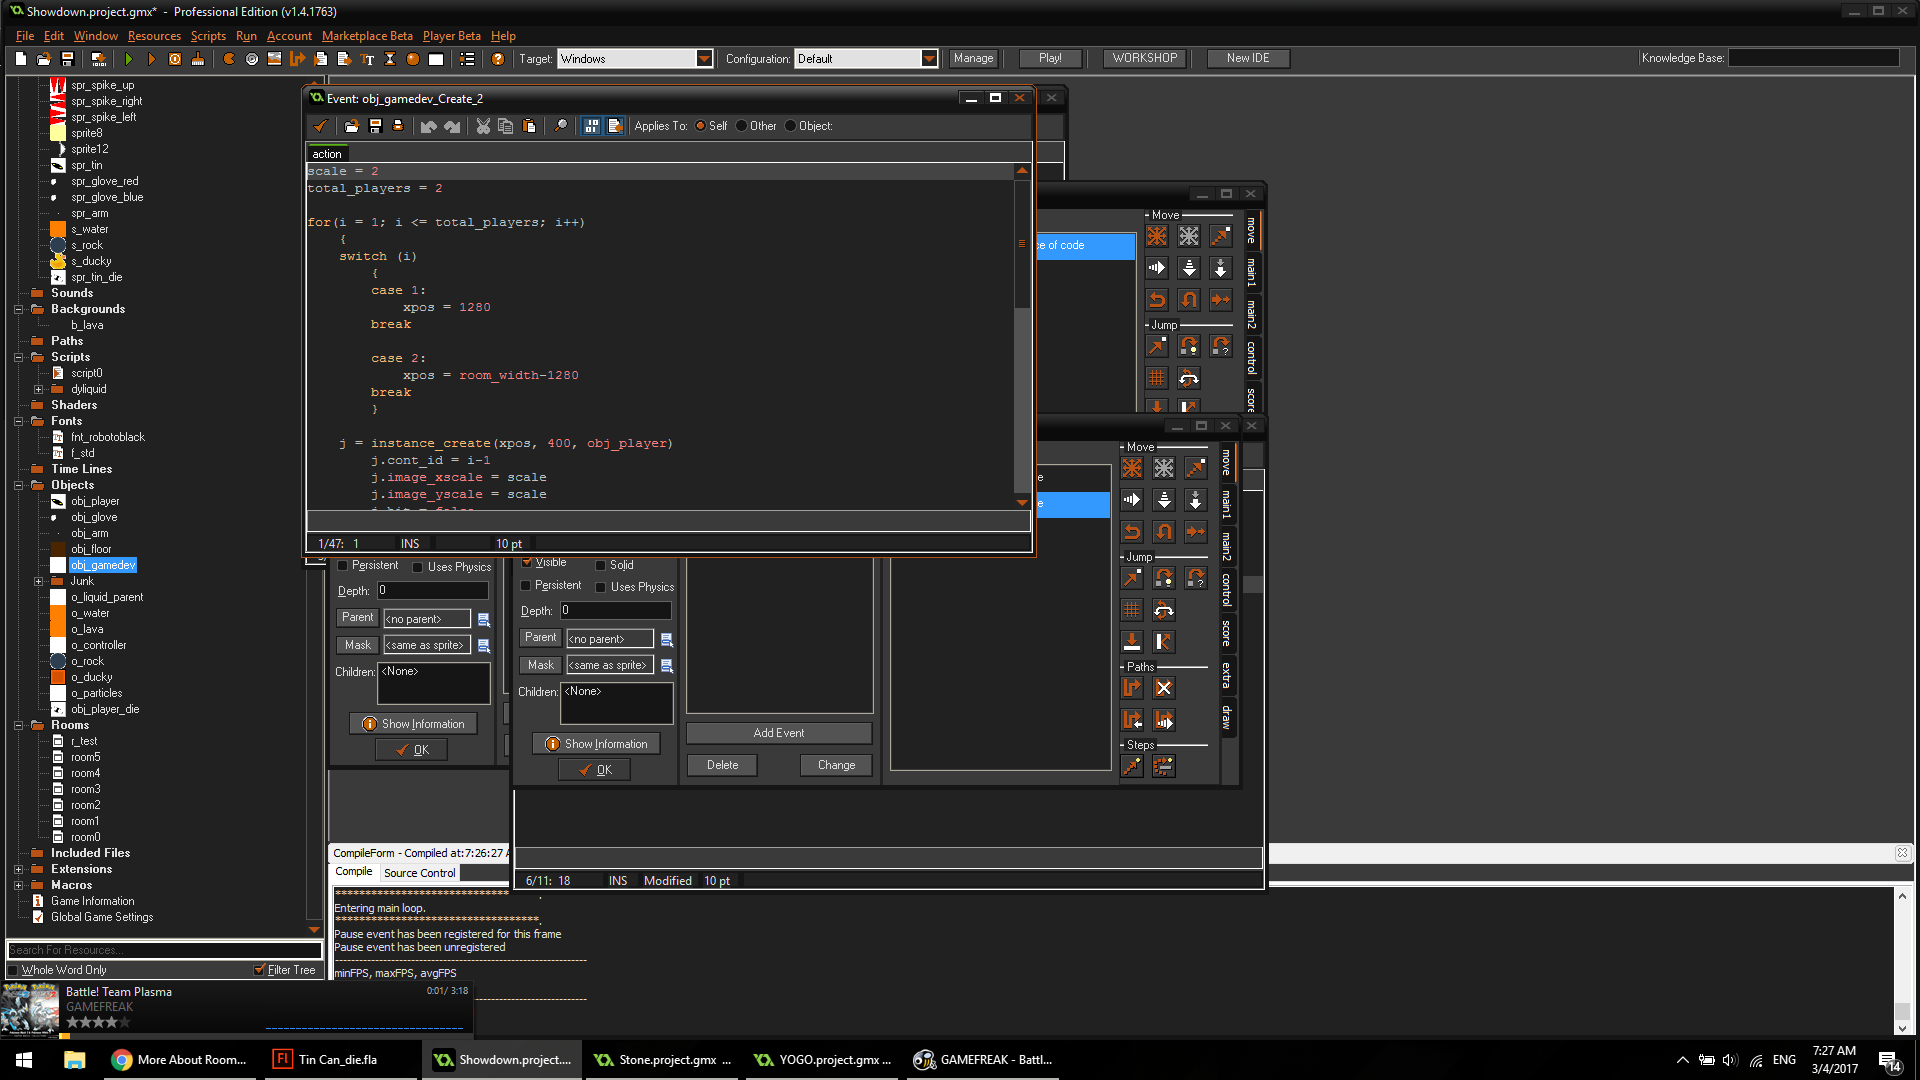 Showdown.project.gmx* - Professional Edition (v1.4.1763)
File Edit Window Resources Scripts Run Account Marketplace Beta Player Beta Help
Target: Windows Configuration: Default Manage Play! WORKSHOP New IDE Knowledge Base:
spr_spike_up
spr_spike_right
spr_spike_left
sprite8
sprite12
spr_tin
spr_glove_red
spr_glove_blue
spr_arm
s_water
s_rock
s_ducky
spr_tin_die
Sounds
Backgrounds
b_lava
Paths
Scripts
script0
dyliquid
Shaders
Fonts
fnt_robotoblack
f_std
Time Lines
Objects
obj_player
obj_glove
obj_arm
obj_floor
obj_gamedev
Junk
o_liquid_parent
o_water
o_lava
o_controller
o_rock
o_ducky
o_particles
obj_player_die
Rooms
r_test
room5
room4
room3
room2
room1
room0
Included Files
Extensions
Macros
Game Information
Global Game Settings
Search For Resources...
Whole Word Only Filter Tree
Event: obj_gamedev_Create_2
Applies To: Self Other Object:
action
scale = 2
total_players = 2
for(i = 1; i <= total_players; i++)
{
switch (i)
{
case 1:
xpos = 1280
break
case 2:
xpos = room_width-1280
break
}
j = instance_create(xpos, 400, obj_player)
j.cont_id = i-1
j.image_xscale = scale
j.image_yscale = scale
1/47: 1 INS 10 pt
ce of code
Move
Jump
move
main1
main2
control
score
e
e
Move
Jump
Paths
Steps
move
main1
main2
control
score
extra
draw
Persistent Uses Physics
Depth: 0
Parent <no parent>
Mask <same as sprite>
Children: <None>
Show Information
OK
Visible Solid
Persistent Uses Physics
Depth: 0
Parent <no parent>
Mask <same as sprite>
Children: <None>
Show Information
OK
Add Event
Delete Change
6/11: 18 INS Modified 10 pt
CompileForm - Compiled at:7:26:27 A
Compile Source Control
Entering main loop.
***********************************.
Pause event has been registered for this frame
Pause event has been unregistered
minFPS, maxFPS, avgFPS
Battle! Team Plasma 0:01/ 3:18
GAMEFREAK
More About Room...
Tin Can_die.fla
Showdown.project....
Stone.project.gmx ...
YOGO.project.gmx ...
GAMEFREAK - Battl...
ENG
7:27 AM
3/4/2017
14